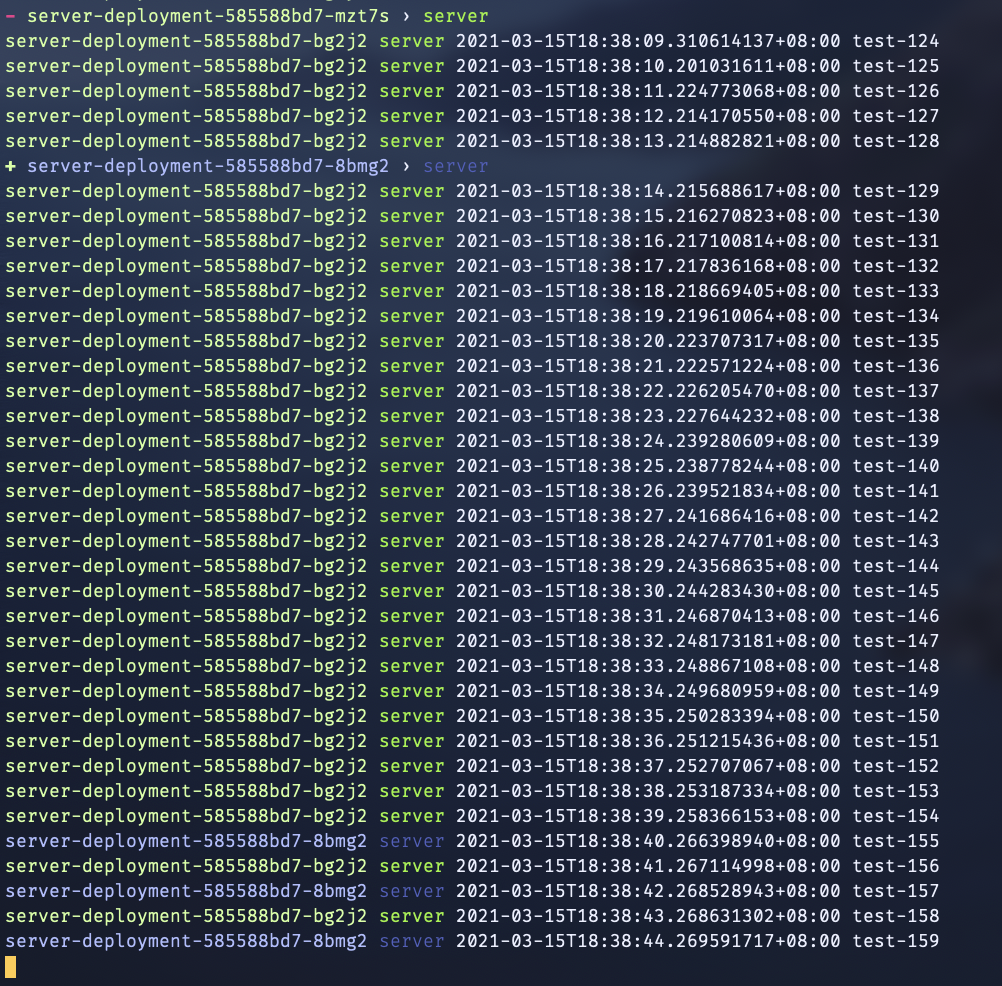 - server-deployment-585588bd7-mzt7s › server
server-deployment-585588bd7-bg2j2 server 2021-03-15T18:38:09.310614137+08:00 test-124
server-deployment-585588bd7-bg2j2 server 2021-03-15T18:38:10.201031611+08:00 test-125
server-deployment-585588bd7-bg2j2 server 2021-03-15T18:38:11.224773068+08:00 test-126
server-deployment-585588bd7-bg2j2 server 2021-03-15T18:38:12.214170550+08:00 test-127
server-deployment-585588bd7-bg2j2 server 2021-03-15T18:38:13.214882821+08:00 test-128
+ server-deployment-585588bd7-8bmg2 › server
server-deployment-585588bd7-bg2j2 server 2021-03-15T18:38:14.215688617+08:00 test-129
server-deployment-585588bd7-bg2j2 server 2021-03-15T18:38:15.216270823+08:00 test-130
server-deployment-585588bd7-bg2j2 server 2021-03-15T18:38:16.217100814+08:00 test-131
server-deployment-585588bd7-bg2j2 server 2021-03-15T18:38:17.217836168+08:00 test-132
server-deployment-585588bd7-bg2j2 server 2021-03-15T18:38:18.218669405+08:00 test-133
server-deployment-585588bd7-bg2j2 server 2021-03-15T18:38:19.219610064+08:00 test-134
server-deployment-585588bd7-bg2j2 server 2021-03-15T18:38:20.223707317+08:00 test-135
server-deployment-585588bd7-bg2j2 server 2021-03-15T18:38:21.222571224+08:00 test-136
server-deployment-585588bd7-bg2j2 server 2021-03-15T18:38:22.226205470+08:00 test-137
server-deployment-585588bd7-bg2j2 server 2021-03-15T18:38:23.227644232+08:00 test-138
server-deployment-585588bd7-bg2j2 server 2021-03-15T18:38:24.239280609+08:00 test-139
server-deployment-585588bd7-bg2j2 server 2021-03-15T18:38:25.238778244+08:00 test-140
server-deployment-585588bd7-bg2j2 server 2021-03-15T18:38:26.239521834+08:00 test-141
server-deployment-585588bd7-bg2j2 server 2021-03-15T18:38:27.241686416+08:00 test-142
server-deployment-585588bd7-bg2j2 server 2021-03-15T18:38:28.242747701+08:00 test-143
server-deployment-585588bd7-bg2j2 server 2021-03-15T18:38:29.243568635+08:00 test-144
server-deployment-585588bd7-bg2j2 server 2021-03-15T18:38:30.244283430+08:00 test-145
server-deployment-585588bd7-bg2j2 server 2021-03-15T18:38:31.246870413+08:00 test-146
server-deployment-585588bd7-bg2j2 server 2021-03-15T18:38:32.248173181+08:00 test-147
server-deployment-585588bd7-bg2j2 server 2021-03-15T18:38:33.248867108+08:00 test-148
server-deployment-585588bd7-bg2j2 server 2021-03-15T18:38:34.249680959+08:00 test-149
server-deployment-585588bd7-bg2j2 server 2021-03-15T18:38:35.250283394+08:00 test-150
server-deployment-585588bd7-bg2j2 server 2021-03-15T18:38:36.251215436+08:00 test-151
server-deployment-585588bd7-bg2j2 server 2021-03-15T18:38:37.252707067+08:00 test-152
server-deployment-585588bd7-bg2j2 server 2021-03-15T18:38:38.253187334+08:00 test-153
server-deployment-585588bd7-bg2j2 server 2021-03-15T18:38:39.258366153+08:00 test-154
server-deployment-585588bd7-8bmg2 server 2021-03-15T18:38:40.266398940+08:00 test-155
server-deployment-585588bd7-bg2j2 server 2021-03-15T18:38:41.267114998+08:00 test-156
server-deployment-585588bd7-8bmg2 server 2021-03-15T18:38:42.268528943+08:00 test-157
server-deployment-585588bd7-bg2j2 server 2021-03-15T18:38:43.268631302+08:00 test-158
server-deployment-585588bd7-8bmg2 server 2021-03-15T18:38:44.269591717+08:00 test-159